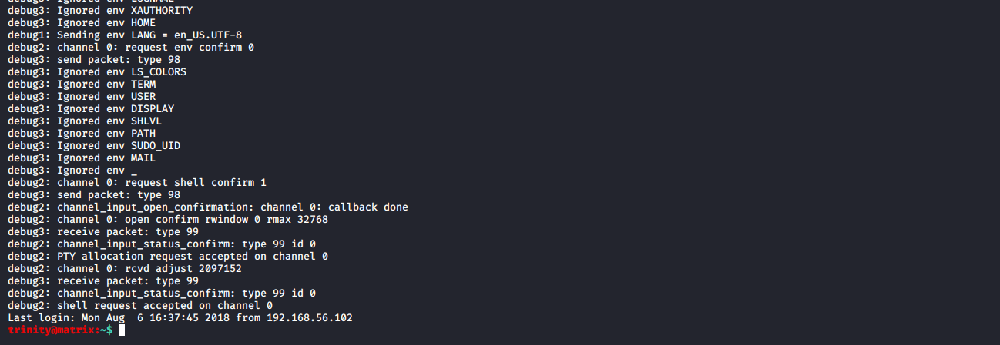 debug3: Ignored env LOGNAME
debug3: Ignored env XAUTHORITY
debug3: Ignored env HOME
debug1: Sending env LANG = en_US.UTF-8
debug2: channel 0: request env confirm 0
debug3: send packet: type 98
debug3: Ignored env LS_COLORS
debug3: Ignored env TERM
debug3: Ignored env USER
debug3: Ignored env DISPLAY
debug3: Ignored env SHLVL
debug3: Ignored env PATH
debug3: Ignored env SUDO_UID
debug3: Ignored env MAIL
debug3: Ignored env _
debug2: channel 0: request shell confirm 1
debug3: send packet: type 98
debug2: channel_input_open_confirmation: channel 0: callback done
debug2: channel 0: open confirm rwindow 0 rmax 32768
debug3: receive packet: type 99
debug2: channel_input_status_confirm: type 99 id 0
debug2: PTY allocation request accepted on channel 0
debug2: channel 0: rcvd adjust 2097152
debug3: receive packet: type 99
debug2: channel_input_status_confirm: type 99 id 0
debug2: shell request accepted on channel 0
Last login: Mon Aug  6 16:37:45 2018 from 192.168.56.102
trinity@matrix:~$